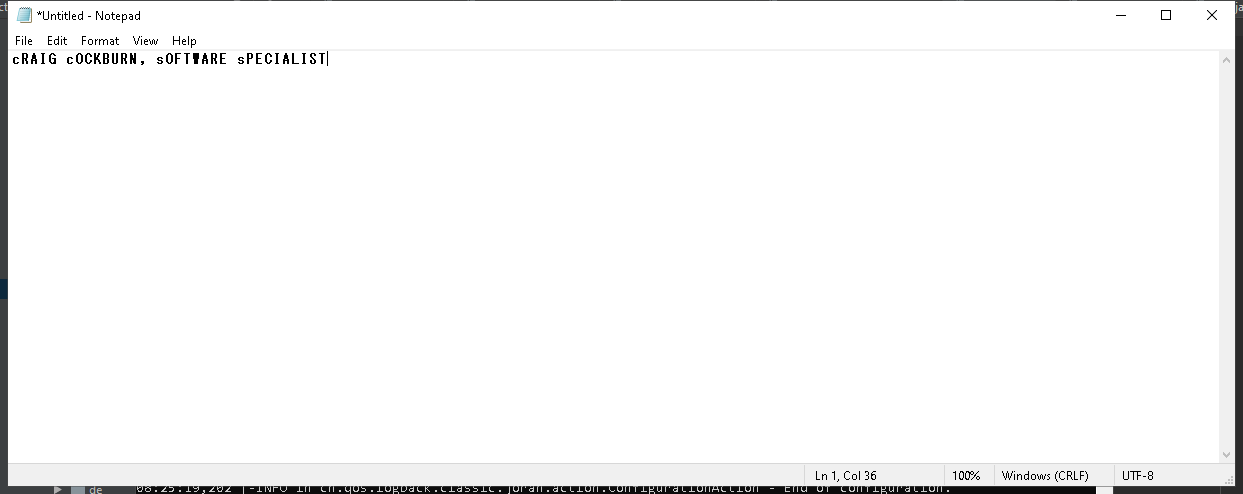 *Untitled - Notepad
File Edit Format View Help
cRAIG cOCKBURN, sOFTWARE sPECIALIST
Ln 1, Col 36 100% Windows (CRLF) UTF-8
de 08:25:19,202 |-INFO in ch.qos.logback.classic.joran.action.ConfigurationAction - End of configuration.